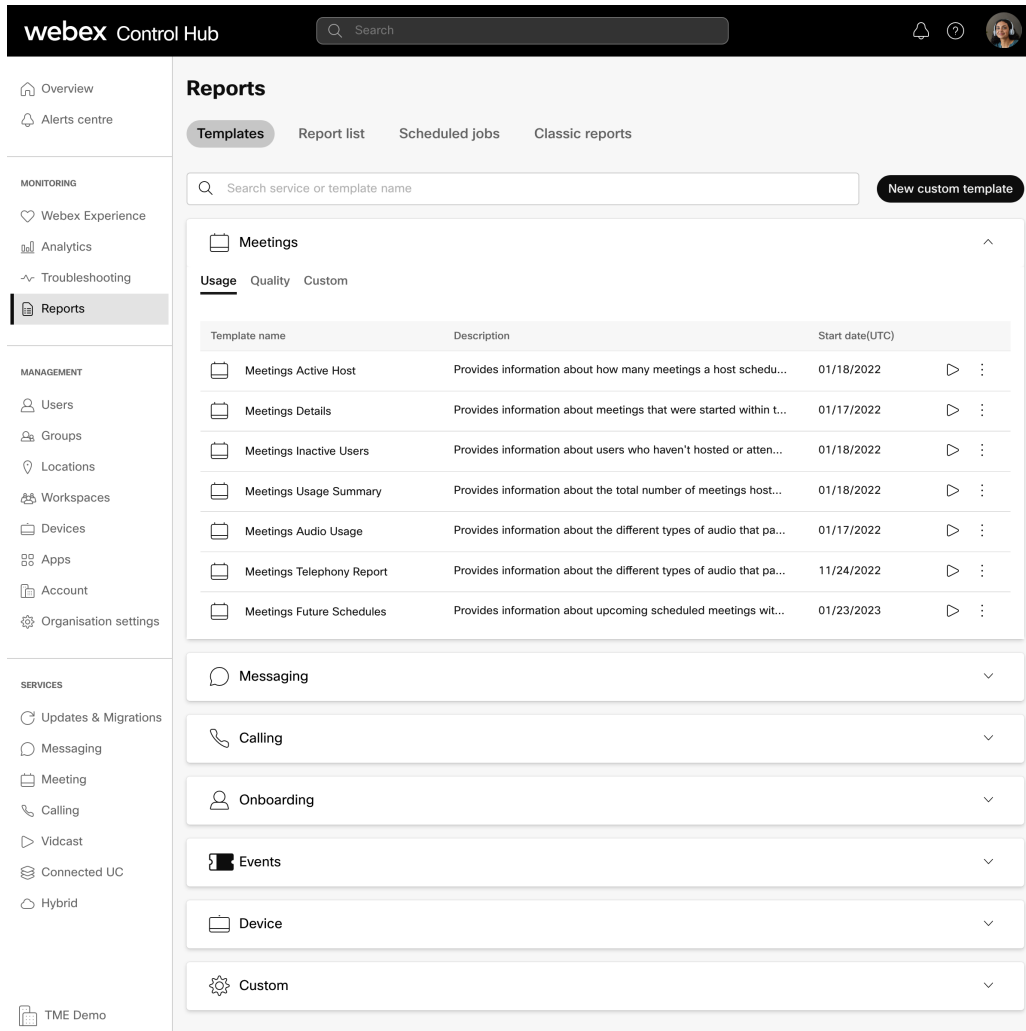 webex Control Hub
Search
Overview
Alerts centre
MONITORING
Webex Experience
Analytics
Troubleshooting
Reports
MANAGEMENT
Users
Groups
Locations
Workspaces
Devices
Apps
Account
Organisation settings
SERVICES
Updates & Migrations
Messaging
Meeting
Calling
Vidcast
Connected UC
Hybrid
TME Demo
Reports
Templates Report list Scheduled jobs Classic reports
Search service or template name
New custom template
Meetings
Usage Quality Custom
Template name Description Start date(UTC)
Meetings Active Host Provides information about how many meetings a host schedu... 01/18/2022
Meetings Details Provides information about meetings that were started within t... 01/17/2022
Meetings Inactive Users Provides information about users who haven't hosted or atten... 01/18/2022
Meetings Usage Summary Provides information about the total number of meetings host... 01/18/2022
Meetings Audio Usage Provides information about the different types of audio that pa... 01/17/2022
Meetings Telephony Report Provides information about the different types of audio that pa... 11/24/2022
Meetings Future Schedules Provides information about upcoming scheduled meetings wit... 01/23/2023
Messaging
Calling
Onboarding
Events
Device
Custom